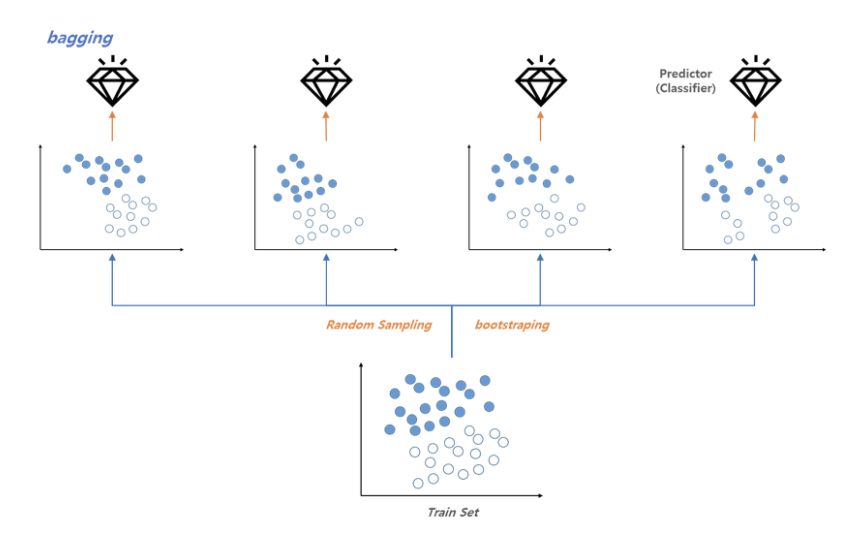 bagging
Predictor
(Classifier)
Random Sampling
bootstraping
Train Set